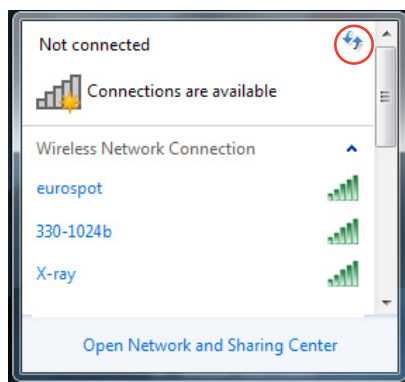 Not connected
Connections are available
Wireless Network Connection
eurospot
330-1024b
X-ray
Open Network and Sharing Center